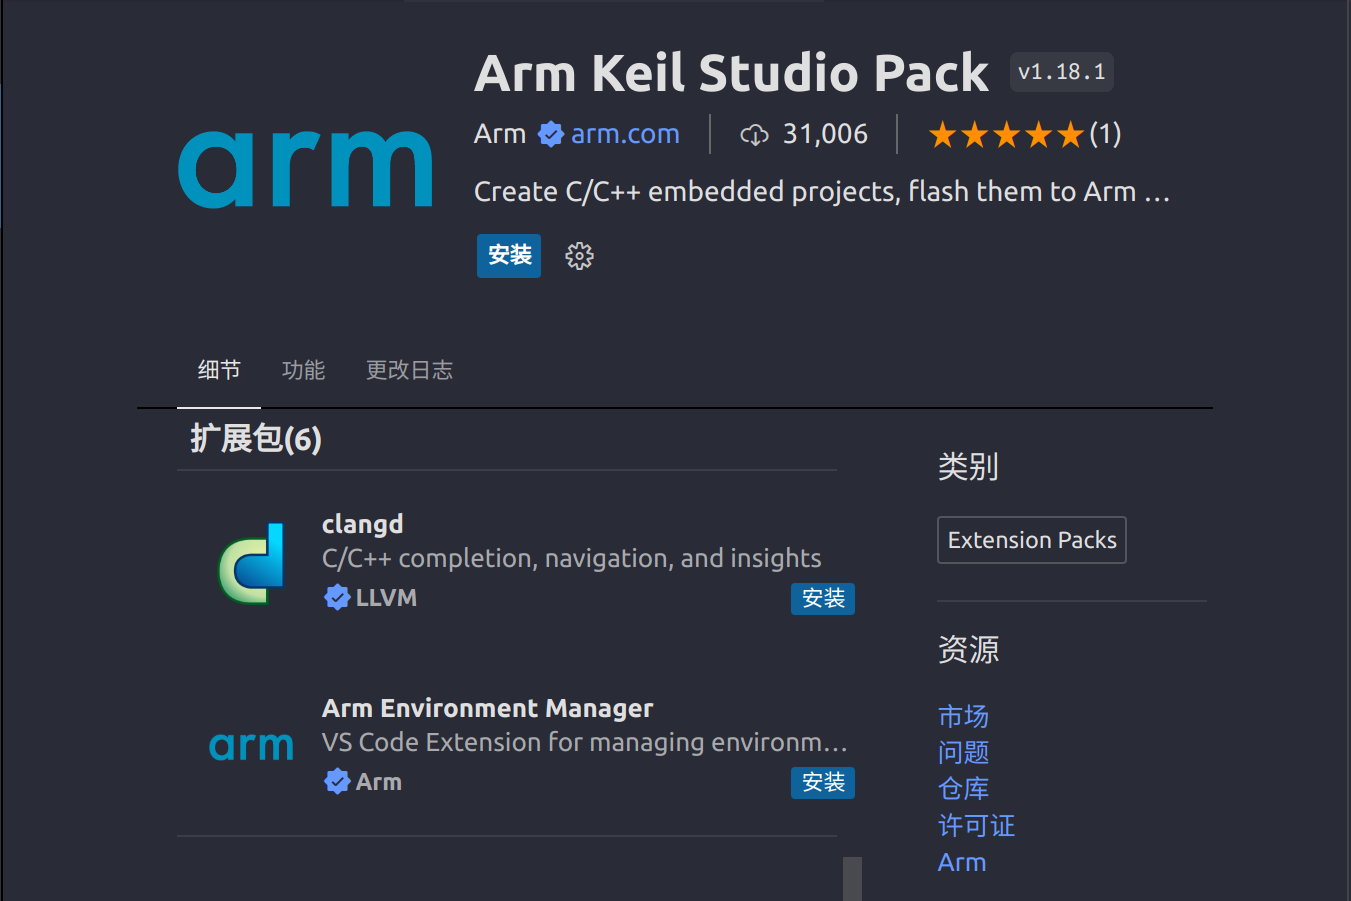 Arm Keil Studio Pack v1.18.1
arm
Arm arm.com 31,006 (1)
Create C/C++ embedded projects, flash them to Arm ...
安装
细节 功能 更改日志
扩展包(6)
clangd
C/C++ completion, navigation, and insights
LLVM
安装
Arm Environment Manager
arm
VS Code Extension for managing environm...
Arm
安装
类别
Extension Packs
资源
市场
问题
仓库
许可证
Arm